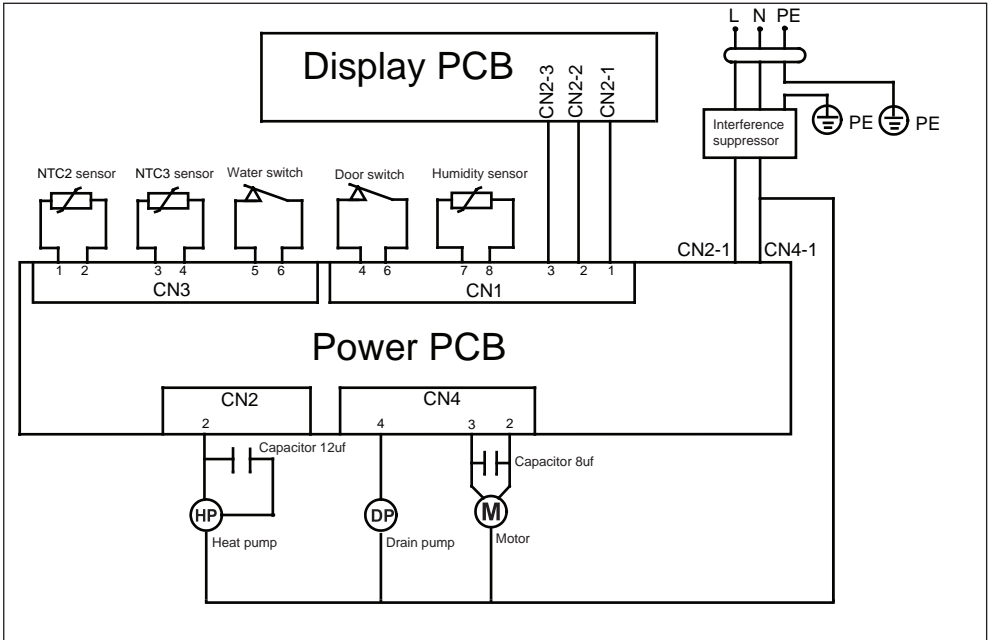 L N PE
Display PCB
CN2-3
CN2-2
CN2-1
Interference
suppressor
PE
PE
NTC2 sensor
NTC3 sensor
Water switch
Door switch
Humidity sensor
CN2-1
CN4-1
1 2 3 4 5 6
4 6 7 8 3 2 1
CN3
CN1
Power PCB
CN2
CN4
2
4
3
2
Capacitor 12uf
Capacitor 8uf
HP
DP
M
Heat pump
Drain pump
Motor